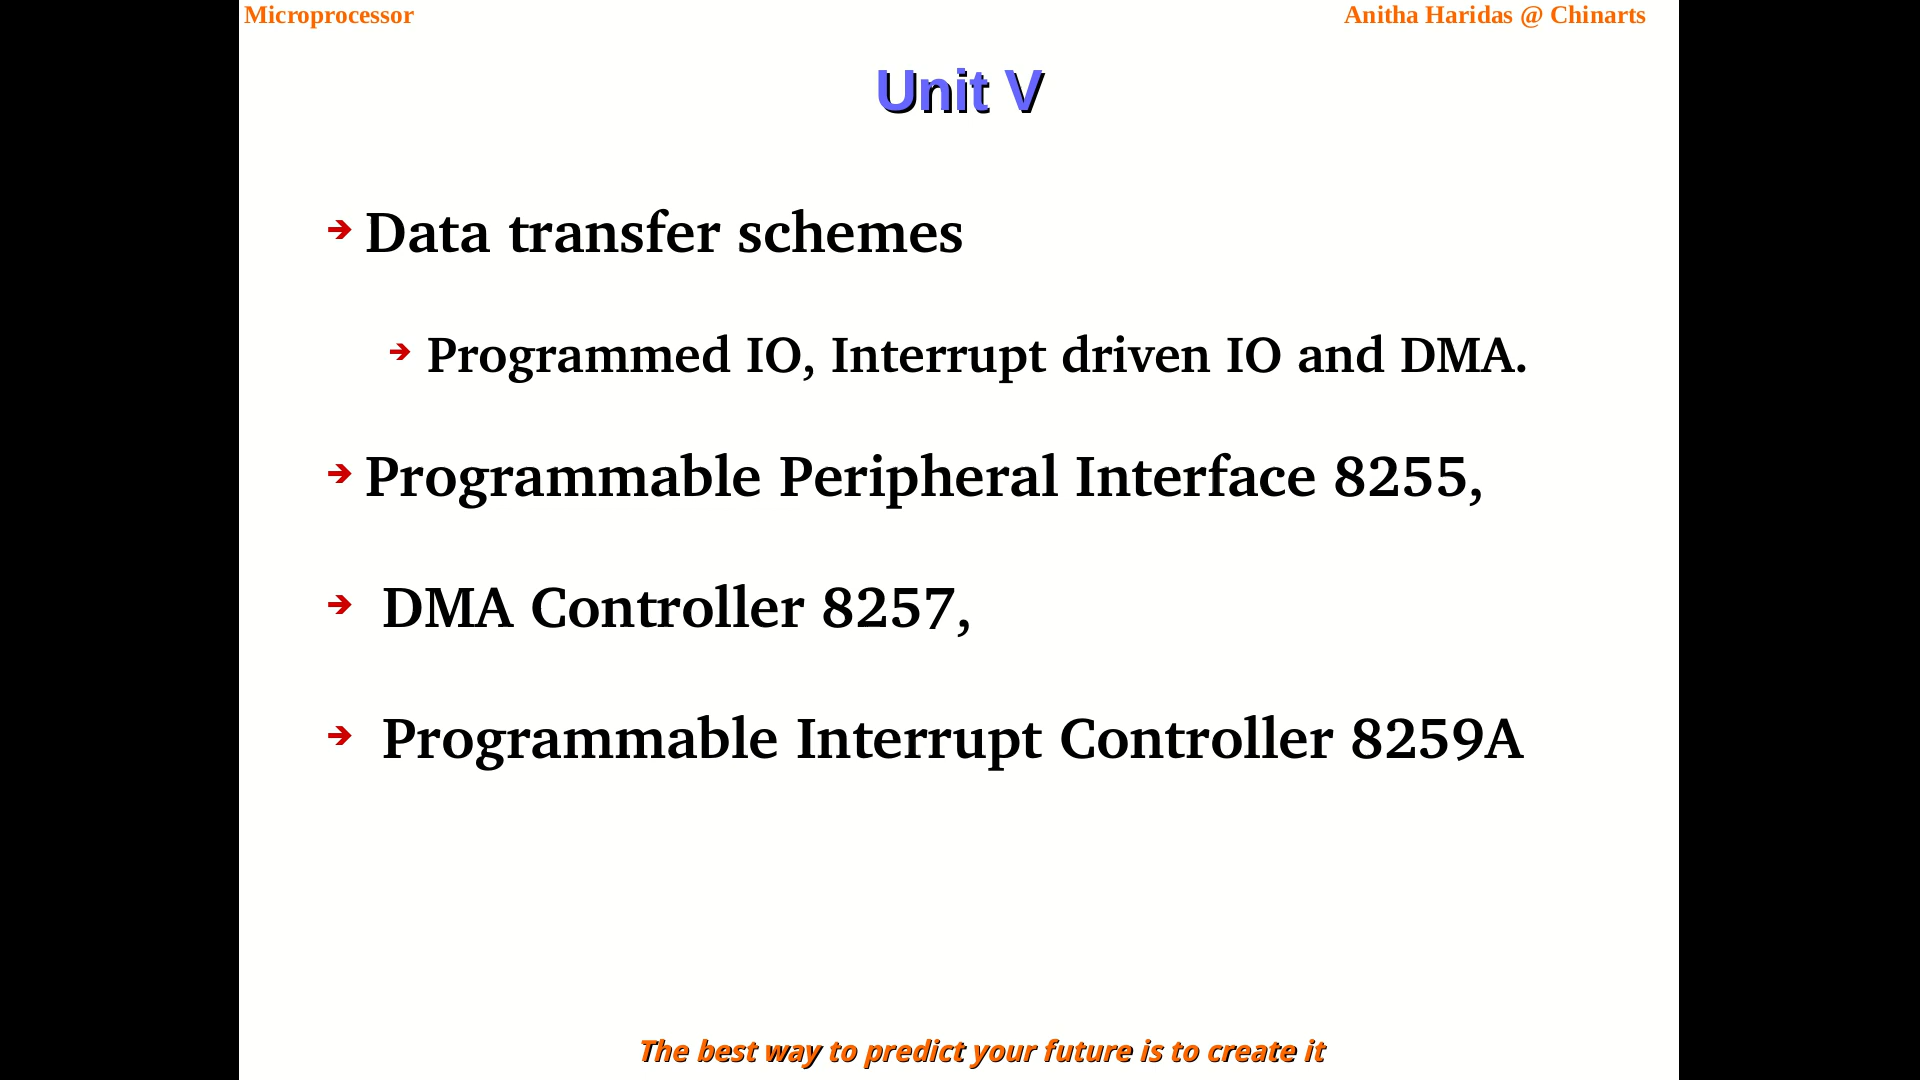 Microprocessor
Anitha Haridas @ Chinarts
Unit V
Data transfer schemes
Programmed IO, Interrupt driven IO and DMA.
Programmable Peripheral Interface 8255,
DMA Controller 8257,
Programmable Interrupt Controller 8259A
The best way to predict your future is to create it